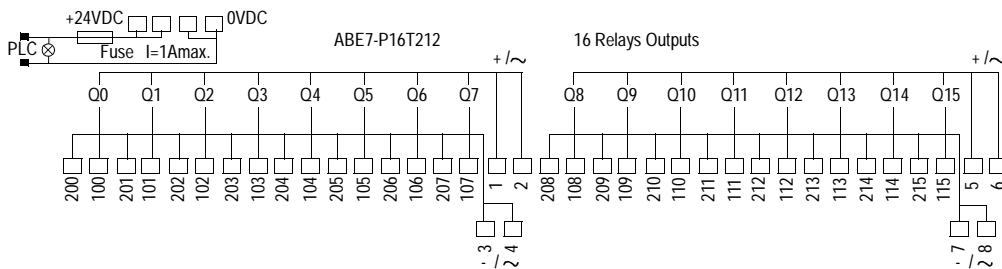 +24VDC 0VDC
PLC Fuse I=1Amax. ABE7-P16T212 16 Relays Outputs
+/~ +/~
Q0 Q1 Q2 Q3 Q4 Q5 Q6 Q7 Q8 Q9 Q10 Q11 Q12 Q13 Q14 Q15
200 100 201 101 202 102 203 103 204 104 205 105 206 106 207 107 1 2 208 108 209 109 210 110 211 111 212 112 213 113 214 114 215 115 5 6
3 4 7 8
- /~ - /~